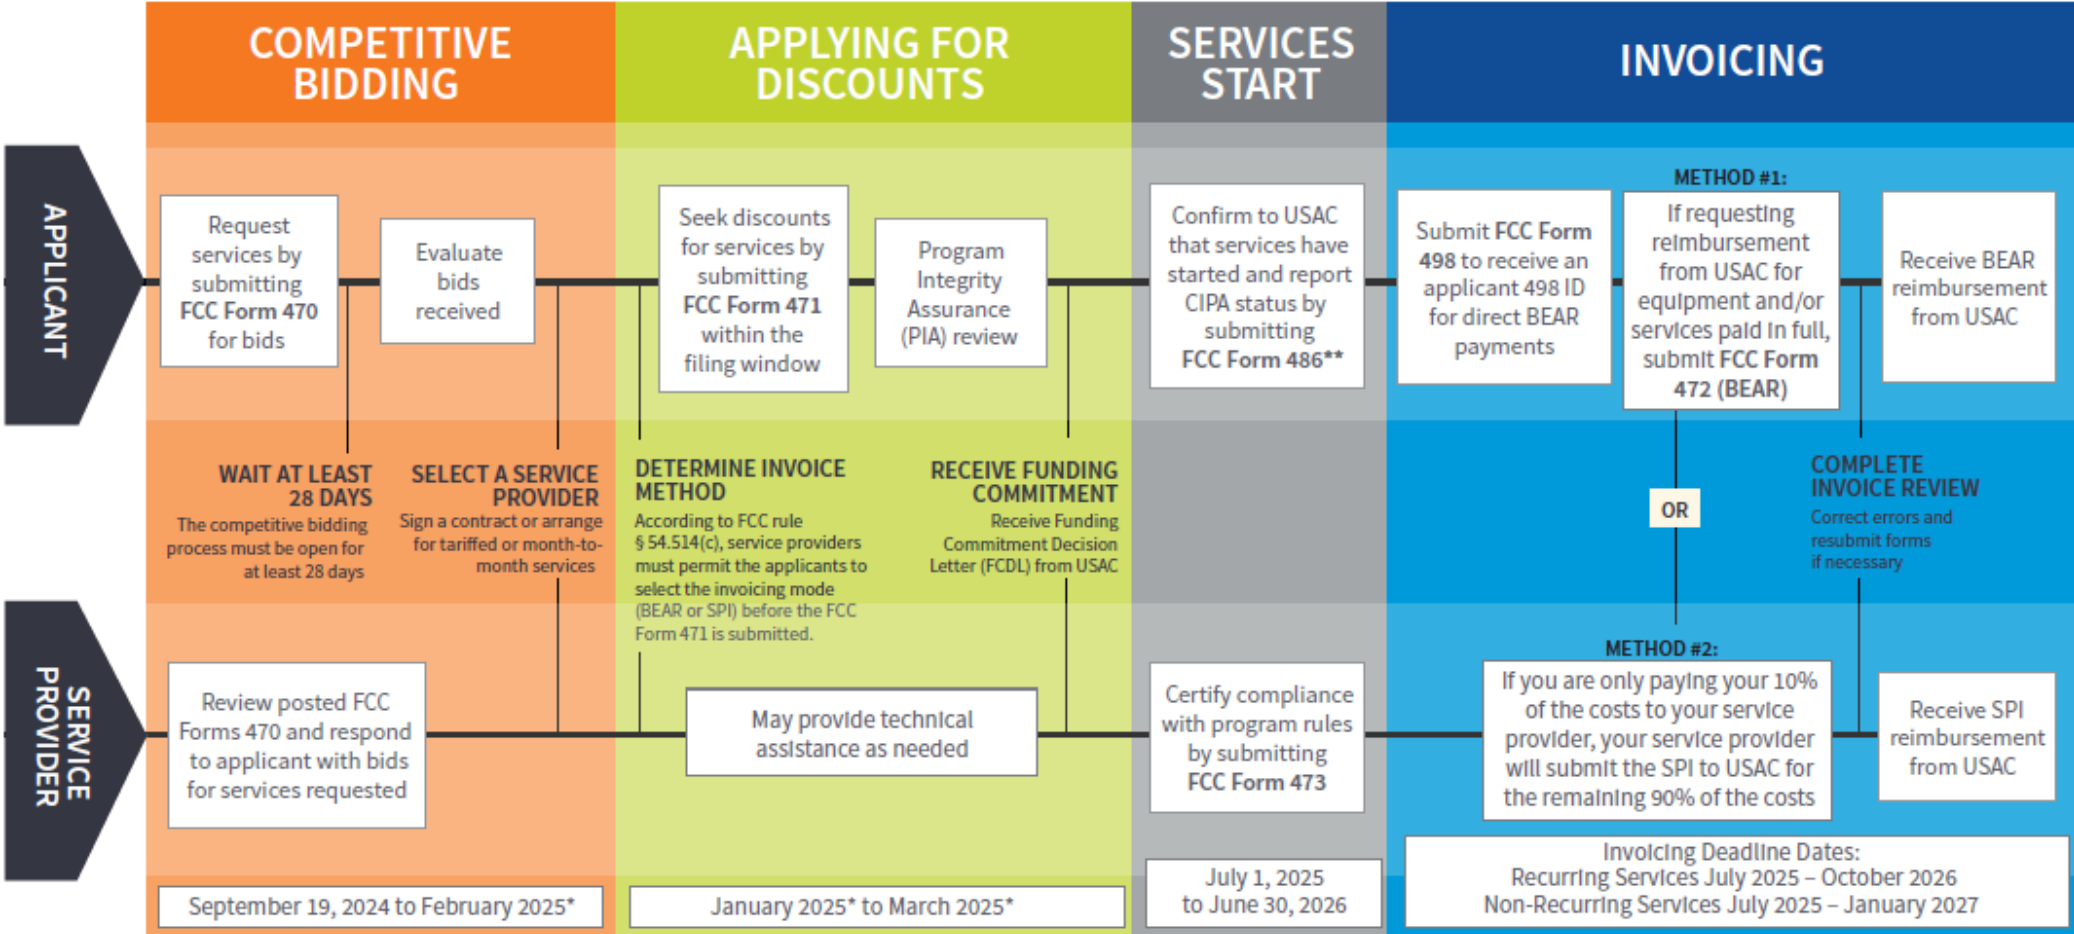 COMPETITIVE
BIDDING
APPLYING FOR
DISCOUNTS
SERVICES
START
INVOICING
APPLICANT
Request
services by
submitting
FCC Form 470
for bids
Evaluate
bids
received
Seek discounts
for services by
submitting
FCC Form 471
within the
filing window
Program
Integrity
Assurance
(PIA) review
Confirm to USAC
that services have
started and report
CIPA status by
submitting
FCC Form 486**
Submit FCC Form
498 to receive an
applicant 498 ID
for direct BEAR
payments
METHOD #1:
If requesting
reimbursement
from USAC for
equipment and/or
services paid in full,
submit FCC Form
472 (BEAR)
Receive BEAR
reimbursement
from USAC
WAIT AT LEAST
28 DAYS
The competitive bidding
process must be open for
at least 28 days
SELECT A SERVICE
PROVIDER
Sign a contract or arrange
for tariffed or month-to-
month services
DETERMINE INVOICE
METHOD
According to FCC rule
§ 54.514(c), service providers
must permit the applicants to
select the invoicing mode
(BEAR or SPI) before the FCC
Form 471 is submitted.
RECEIVE FUNDING
COMMITMENT
Receive Funding
Commitment Decision
Letter (FCDL) from USAC
OR
COMPLETE
INVOICE REVIEW
Correct errors and
resubmit forms
if necessary
SERVICE
PROVIDER
Review posted FCC
Forms 470 and respond
to applicant with bids
for services requested
May provide technical
assistance as needed
Certify compliance
with program rules
by submitting
FCC Form 473
METHOD #2:
If you are only paying your 10%
of the costs to your service
provider, your service provider
will submit the SPI to USAC for
the remaining 90% of the costs
Receive SPI
reimbursement
from USAC
September 19, 2024 to February 2025*
January 2025* to March 2025*
July 1, 2025
to June 30, 2026
Invoicing Deadline Dates:
Recurring Services July 2025 – October 2026
Non-Recurring Services July 2025 – January 2027